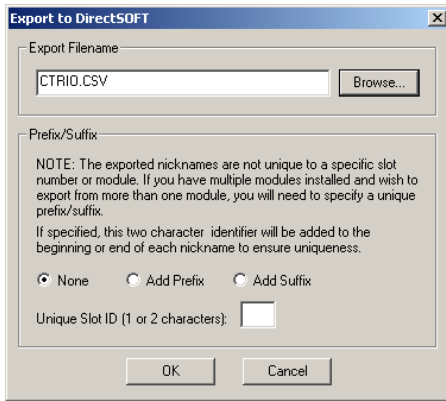 Export to DirectSOFT
Export Filename
CTRIO.CSV
Browse...
Prefix/Suffix
NOTE: The exported nicknames are not unique to a specific slot
number or module. If you have multiple modules installed and wish to
export from more than one module, you will need to specify a unique
prefix/suffix.
If specified, this two character identifier will be added to the
beginning or end of each nickname to ensure uniqueness.
None
Add Prefix
Add Suffix
Unique Slot ID (1 or 2 characters):
OK
Cancel